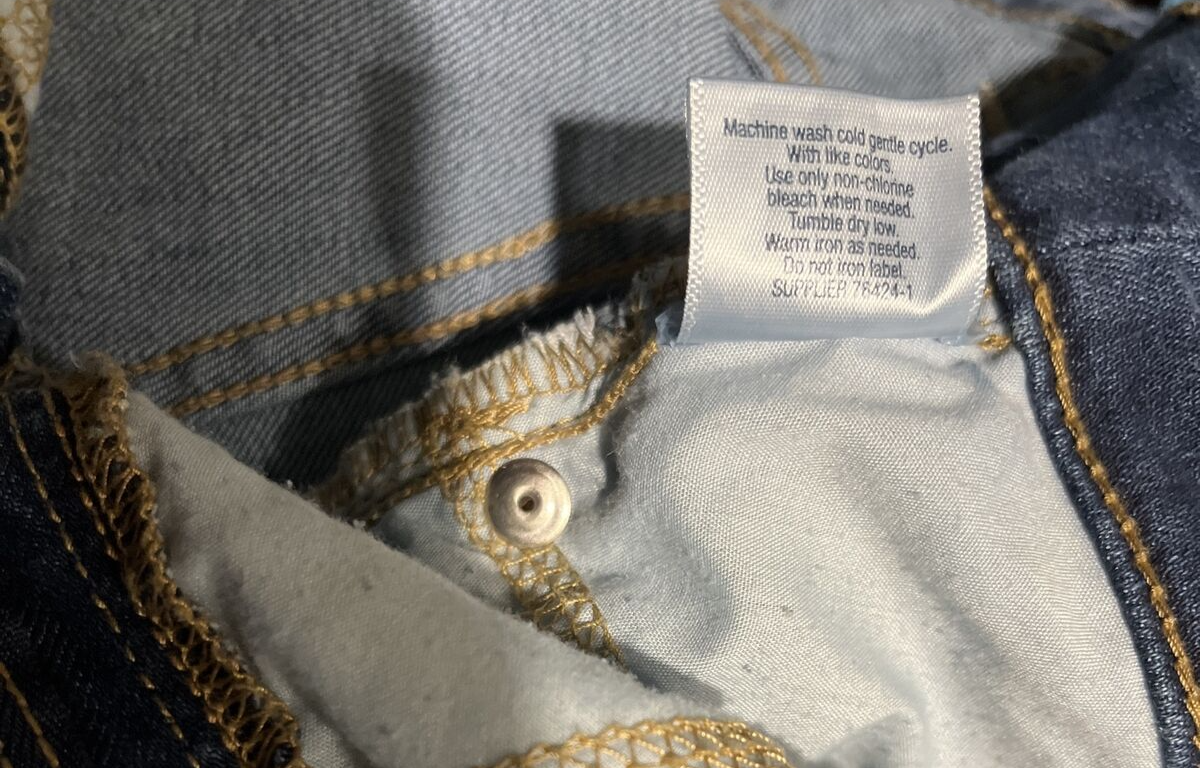 Machine wash cold gentle cycle.
With like colors.
Use only non-chlorine
bleach when needed.
Tumble dry low.
Warm iron as needed.
Do not iron label.
SUPPLIER 76424-1